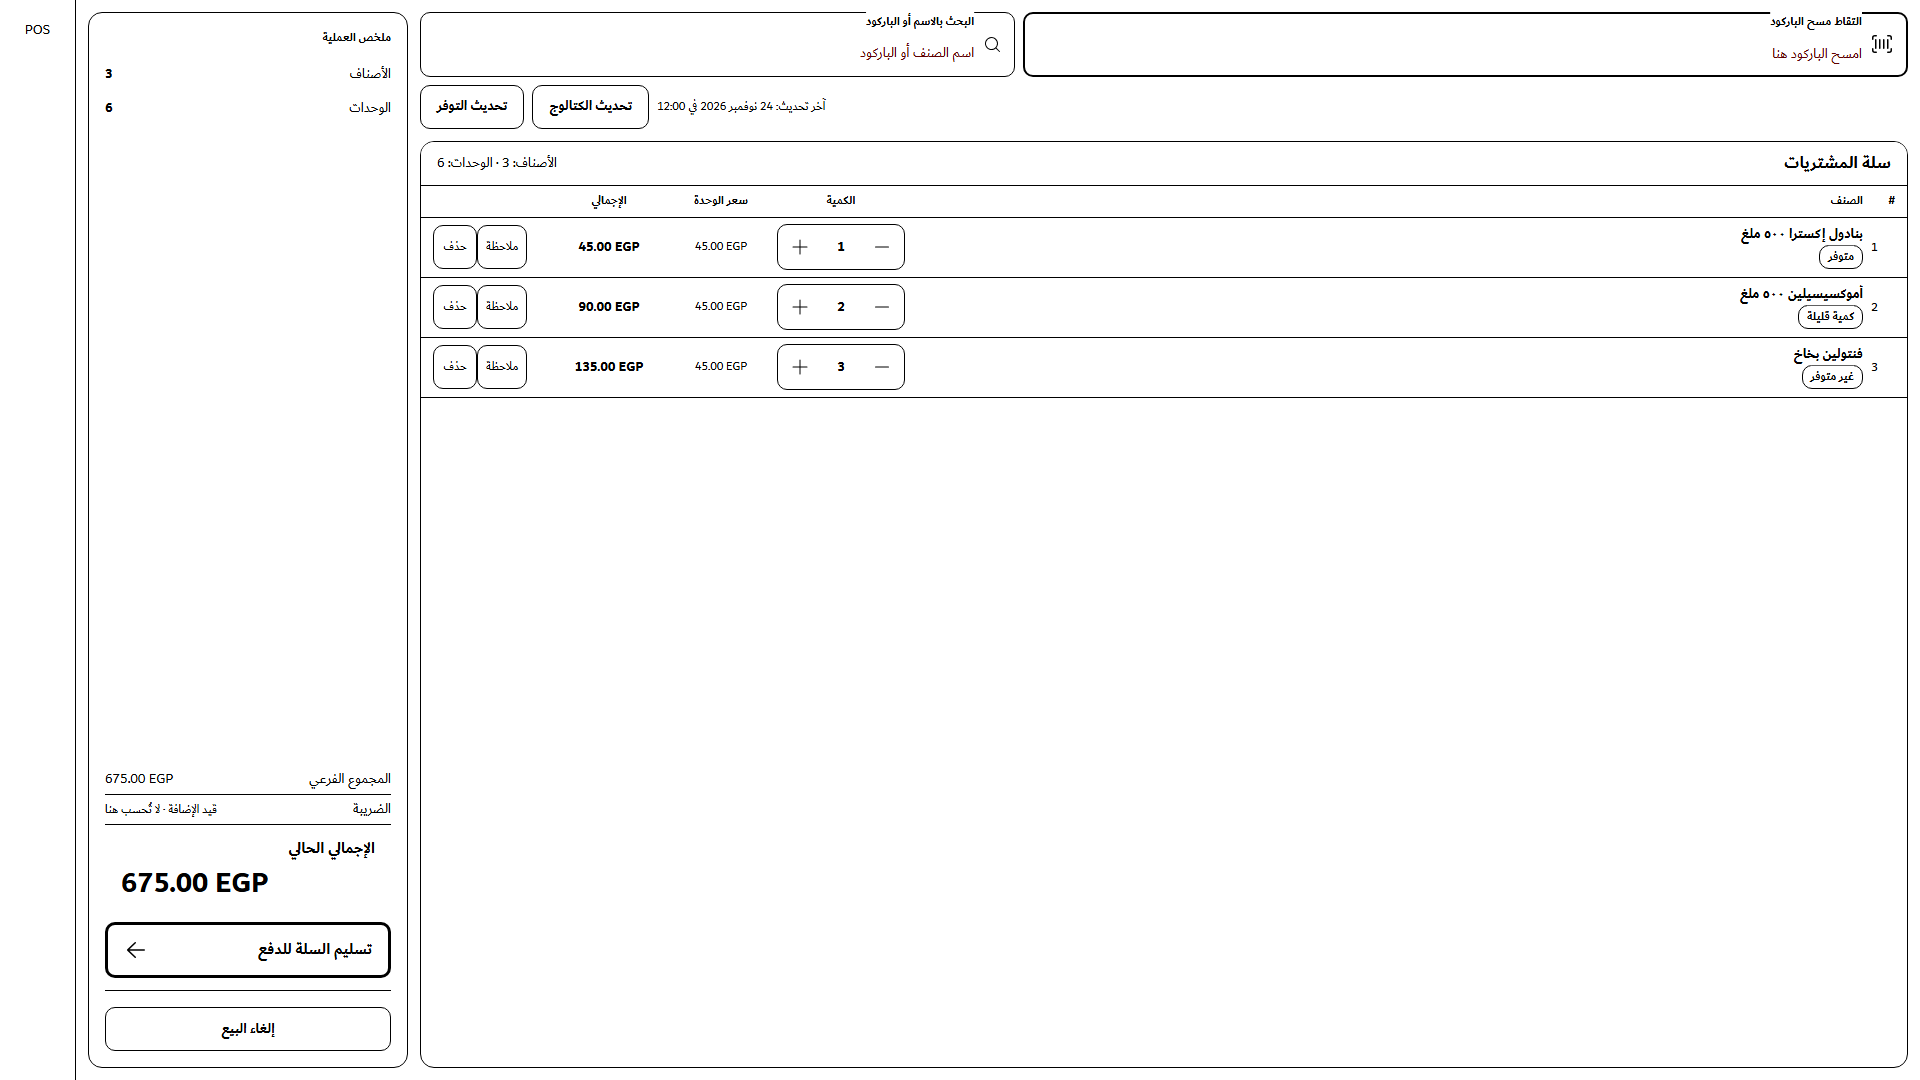 التقاط مسح الباركود
امسح الباركود هنا
البحث بالاسم أو الباركود
اسم الصنف أو الباركود
آخر تحديث: 24 نوفمبر 2026 في 12:00
تحديث الكتالوج
تحديث التوفر
سلة المشتريات
الأصناف: 3 · الوحدات: 6
# الصنف الكمية سعر الوحدة الإجمالي
1 بنادول إكسترا ٥٠٠ ملغ
متوفر
1 45.00 EGP 45.00 EGP ملاحظة حذف
2 أموكسيسيلين ٥٠٠ ملغ
كمية قليلة
2 45.00 EGP 90.00 EGP ملاحظة حذف
3 فنتولين بخاخ
غير متوفر
3 45.00 EGP 135.00 EGP ملاحظة حذف
ملخص العملية
الأصناف 3
الوحدات 6
المجموع الفرعي 675.00 EGP
الضريبة قيد الإضافة · لا تُحسب هنا
الإجمالي الحالي
675.00 EGP
تسليم السلة للدفع
إلغاء البيع
POS